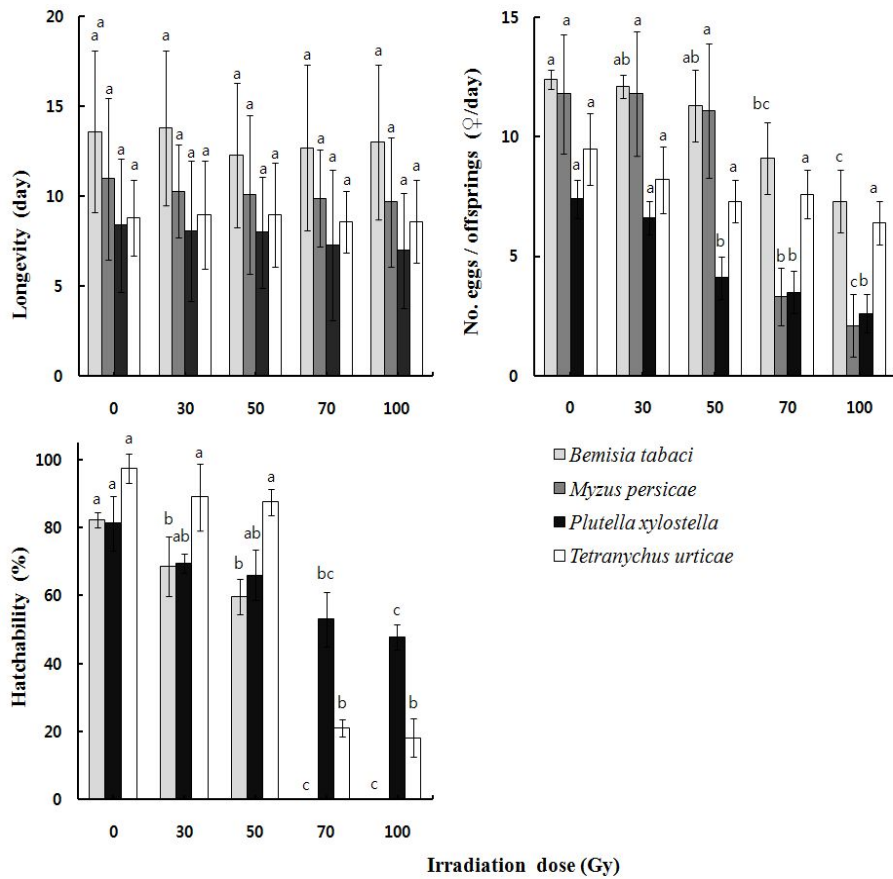 20
15
10
5
0
Longevity (day)
a
a a a a a a a a a a a a a a a a a a a
0 30 50 70 100
15
10
5
0
No. eggs / offsprings (♀/day)
a a a a
ab a a a
ab a b a
bc b b a
c c b a
0 30 50 70 100
100
80
60
40
20
0
Hatchability (%)
a a a
b ab a
b ab a
c bc b
c c b
0 30 50 70 100
Bemisia tabaci
Myzus persicae
Plutella xylostella
Tetranychus urticae
Irradiation dose (Gy)